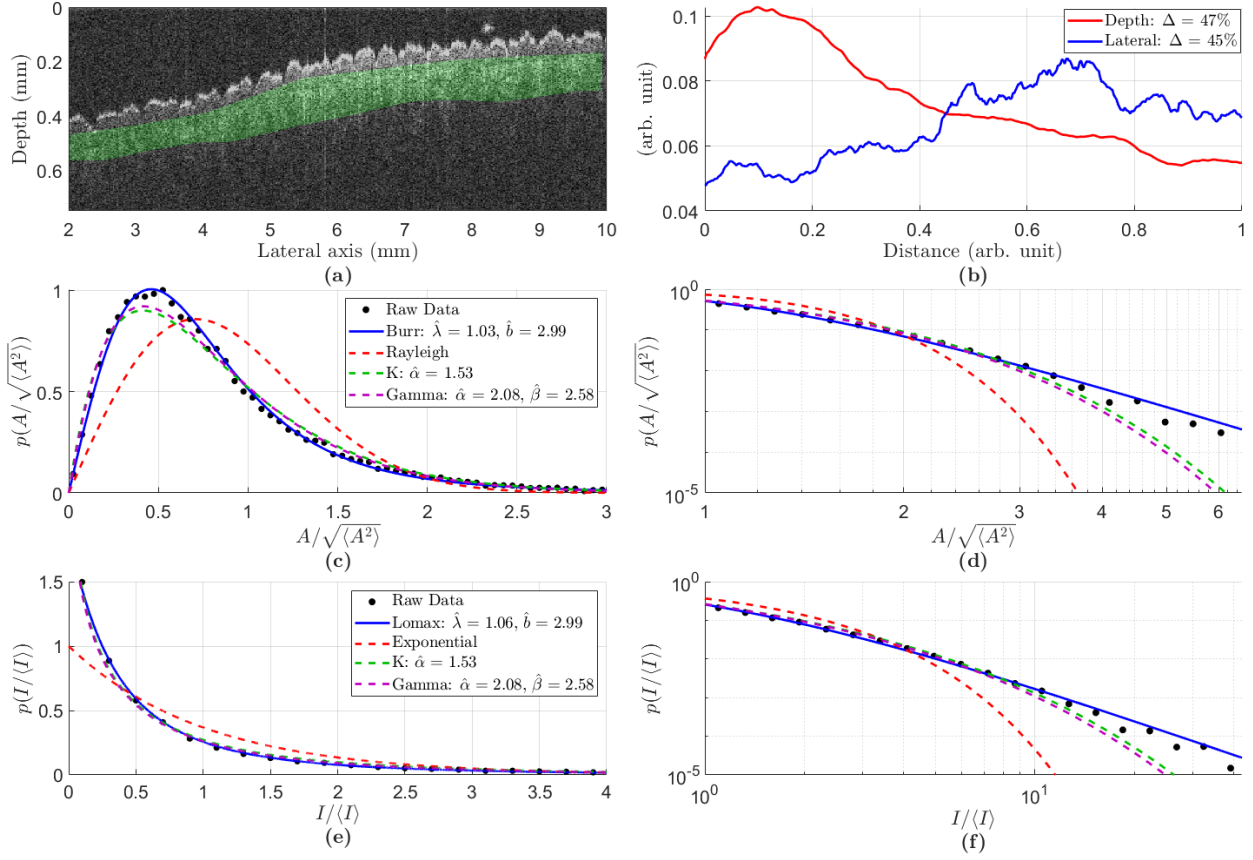 0
0.2
0.4
0.6
Depth (mm)
2 3 4 5 6 7 8 9 10
Lateral axis (mm)
(a)
0.1
0.08
0.06
0.04
(arb. unit)
Depth: Δ = 47%
Lateral: Δ = 45%
0 0.2 0.4 0.6 0.8 1
Distance (arb. unit)
(b)
1
0.5
0
p(A/√⟨A²⟩)
Raw Data
Burr: λ̂ = 1.03, b̂ = 2.99
Rayleigh
K: α̂ = 1.53
Gamma: α̂ = 2.08, β̂ = 2.58
0 0.5 1 1.5 2 2.5 3
A/√⟨A²⟩
(c)
10⁰
10⁻⁵
p(A/√⟨A²⟩)
1 2 3 4 5 6
A/√⟨A²⟩
(d)
1.5
1
0.5
0
p(I/⟨I⟩)
Raw Data
Lomax: λ̂ = 1.06, b̂ = 2.99
Exponential
K: α̂ = 1.53
Gamma: α̂ = 2.08, β̂ = 2.58
0 0.5 1 1.5 2 2.5 3 3.5 4
I/⟨I⟩
(e)
10⁰
10⁻⁵
p(I/⟨I⟩)
10⁰ 10¹
I/⟨I⟩
(f)